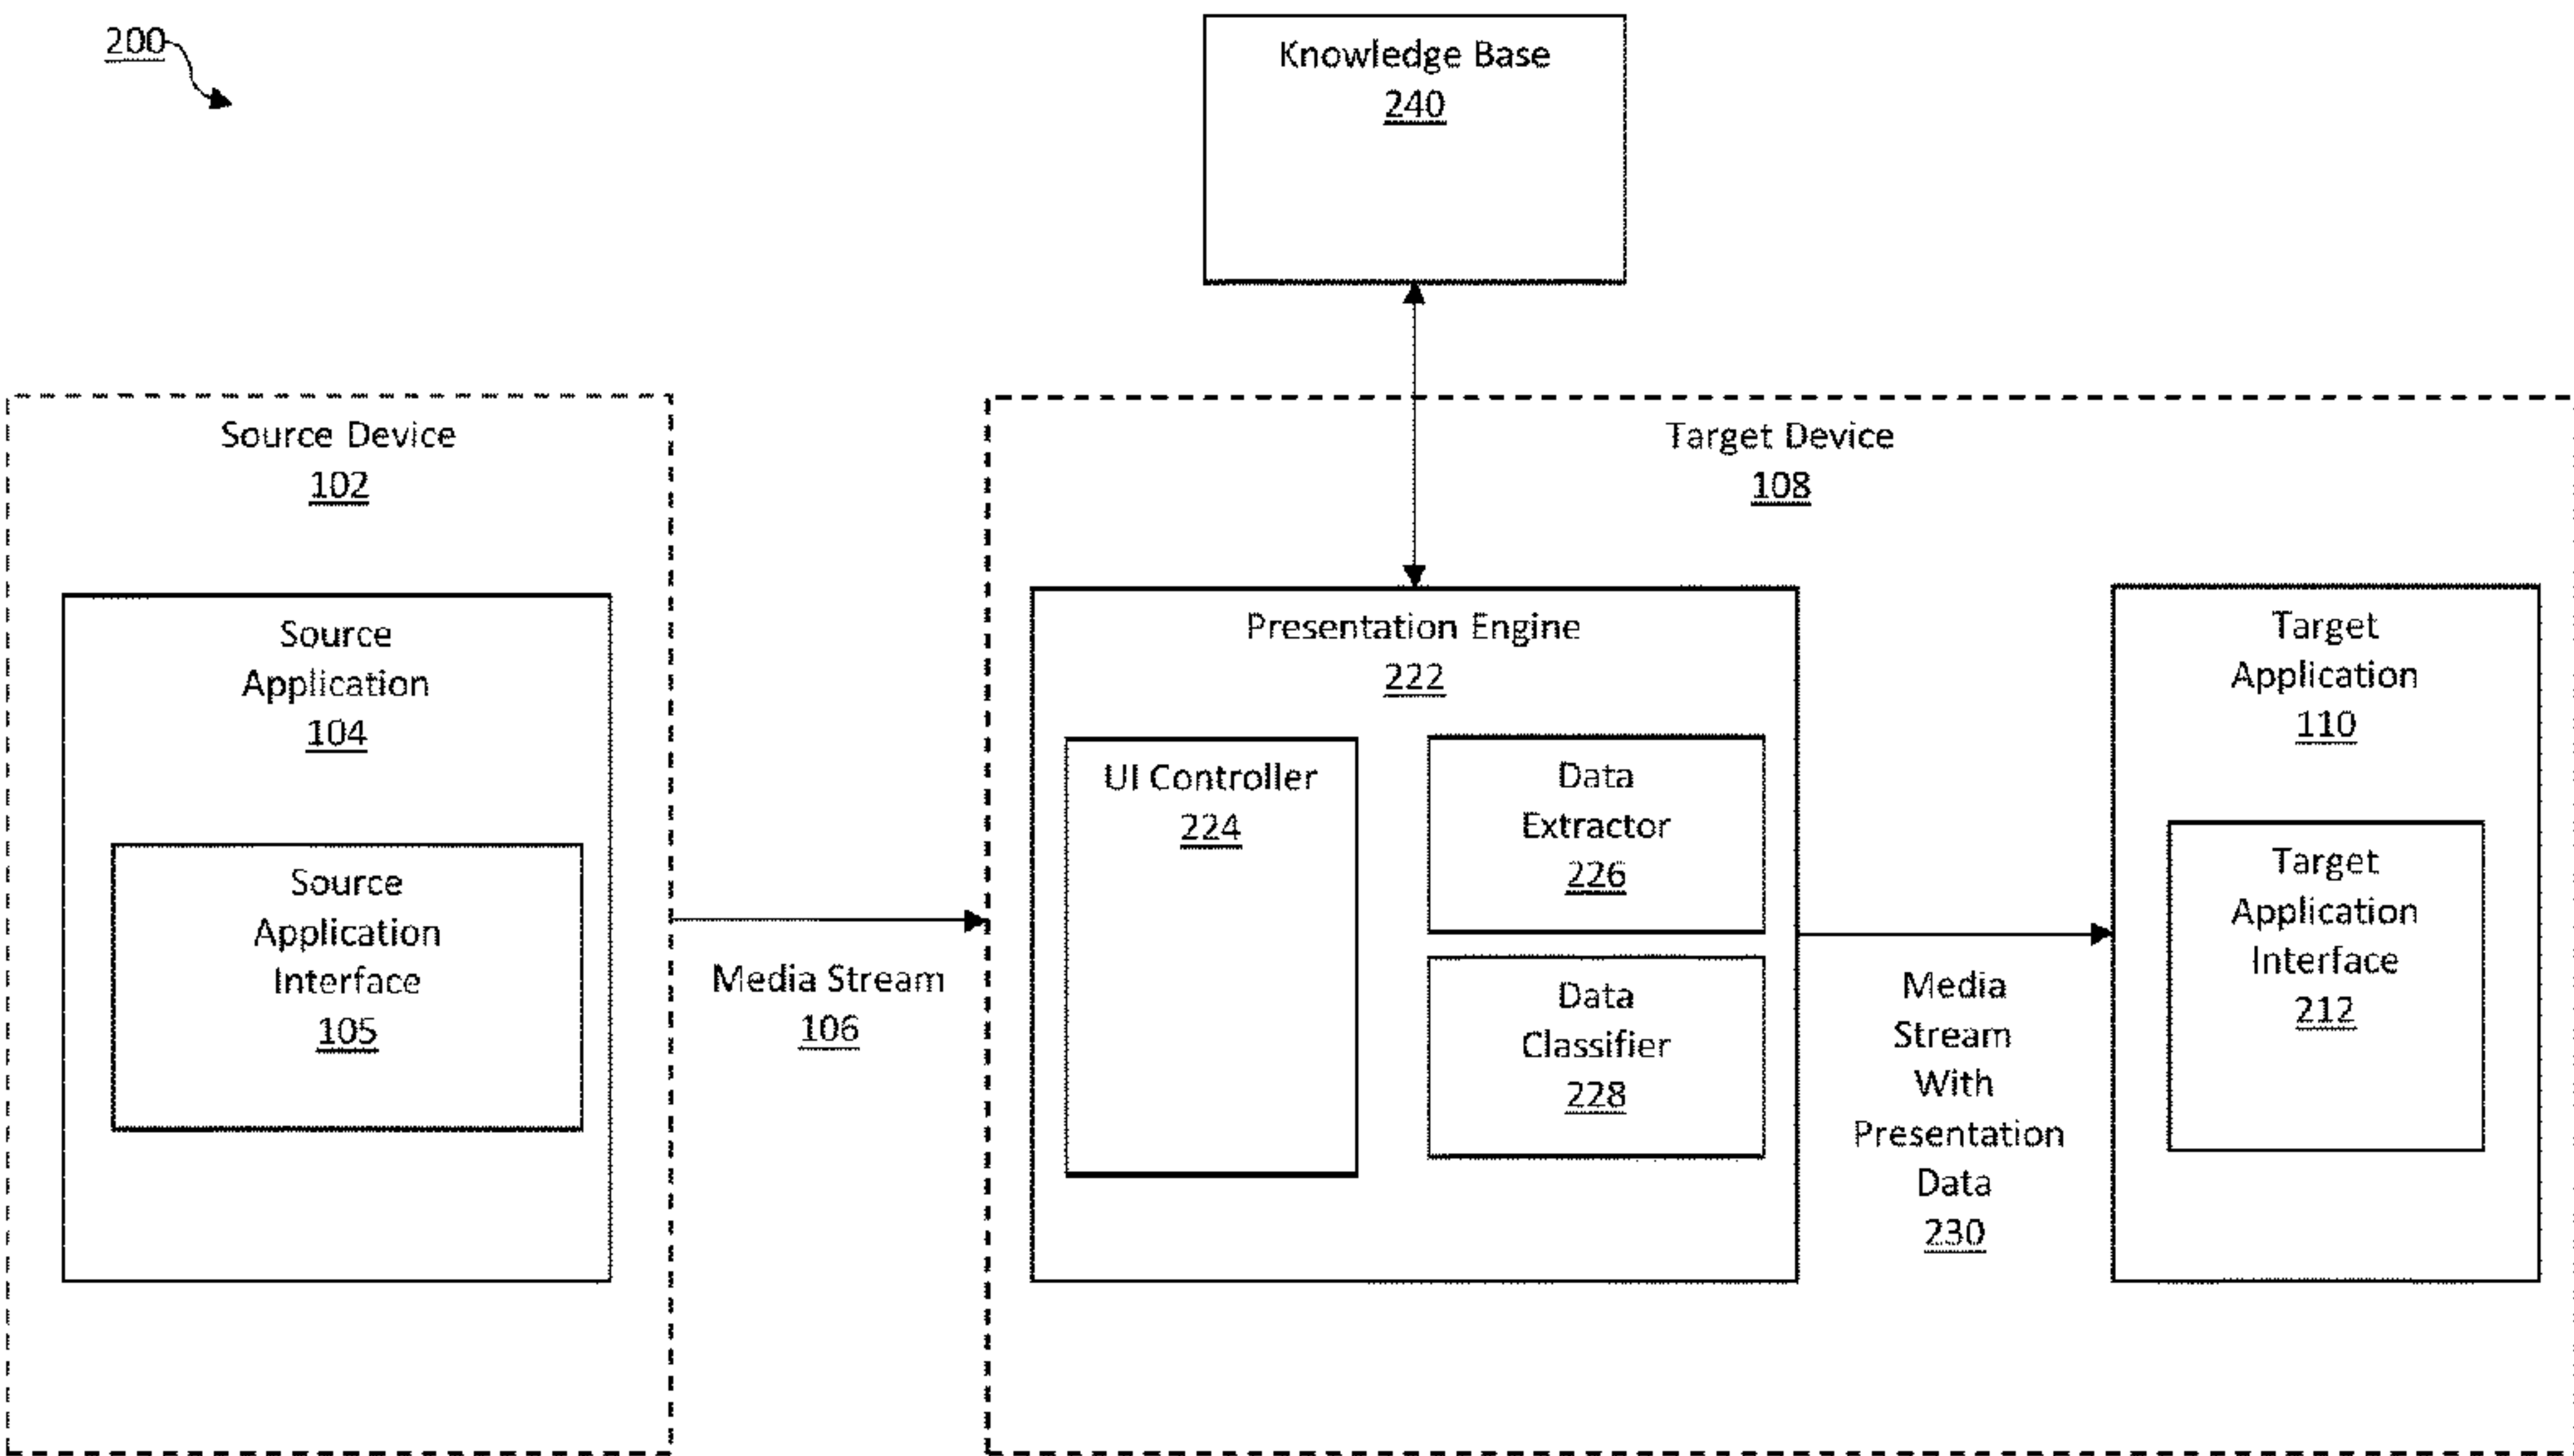 200
Knowledge Base
240
Source Device
102
Source
Application
104
Source
Application
Interface
105
Media Stream
106
Target Device
108
Presentation Engine
222
UI Controller
224
Data
Extractor
226
Data
Classifier
228
Media
Stream
With
Presentation
Data
230
Target
Application
110
Target
Application
Interface
212